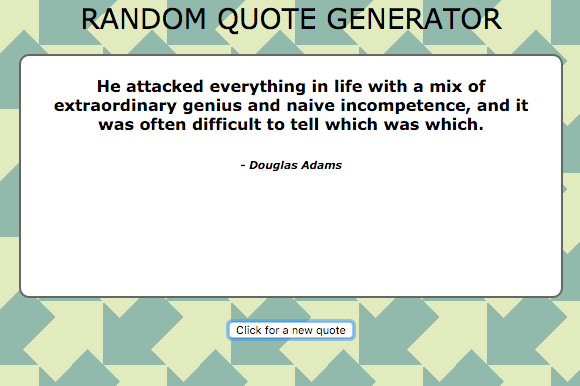 RANDOM QUOTE GENERATOR
He attacked everything in life with a mix of
extraordinary genius and naive incompetence, and it
was often difficult to tell which was which.
- Douglas Adams
Click for a new quote